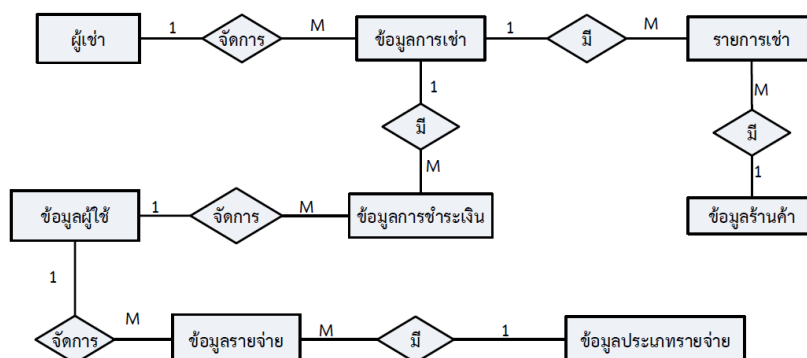 ผู้เช่า 1 จัดการ M ข้อมูลการเช่า 1 มี M รายการเช่า
1 M
มี มี
M 1
ข้อมูลผู้ใช้ 1 จัดการ M ข้อมูลการชำระเงิน ข้อมูลร้านค้า
1
จัดการ M ข้อมูลรายจ่าย M มี 1 ข้อมูลประเภทรายจ่าย